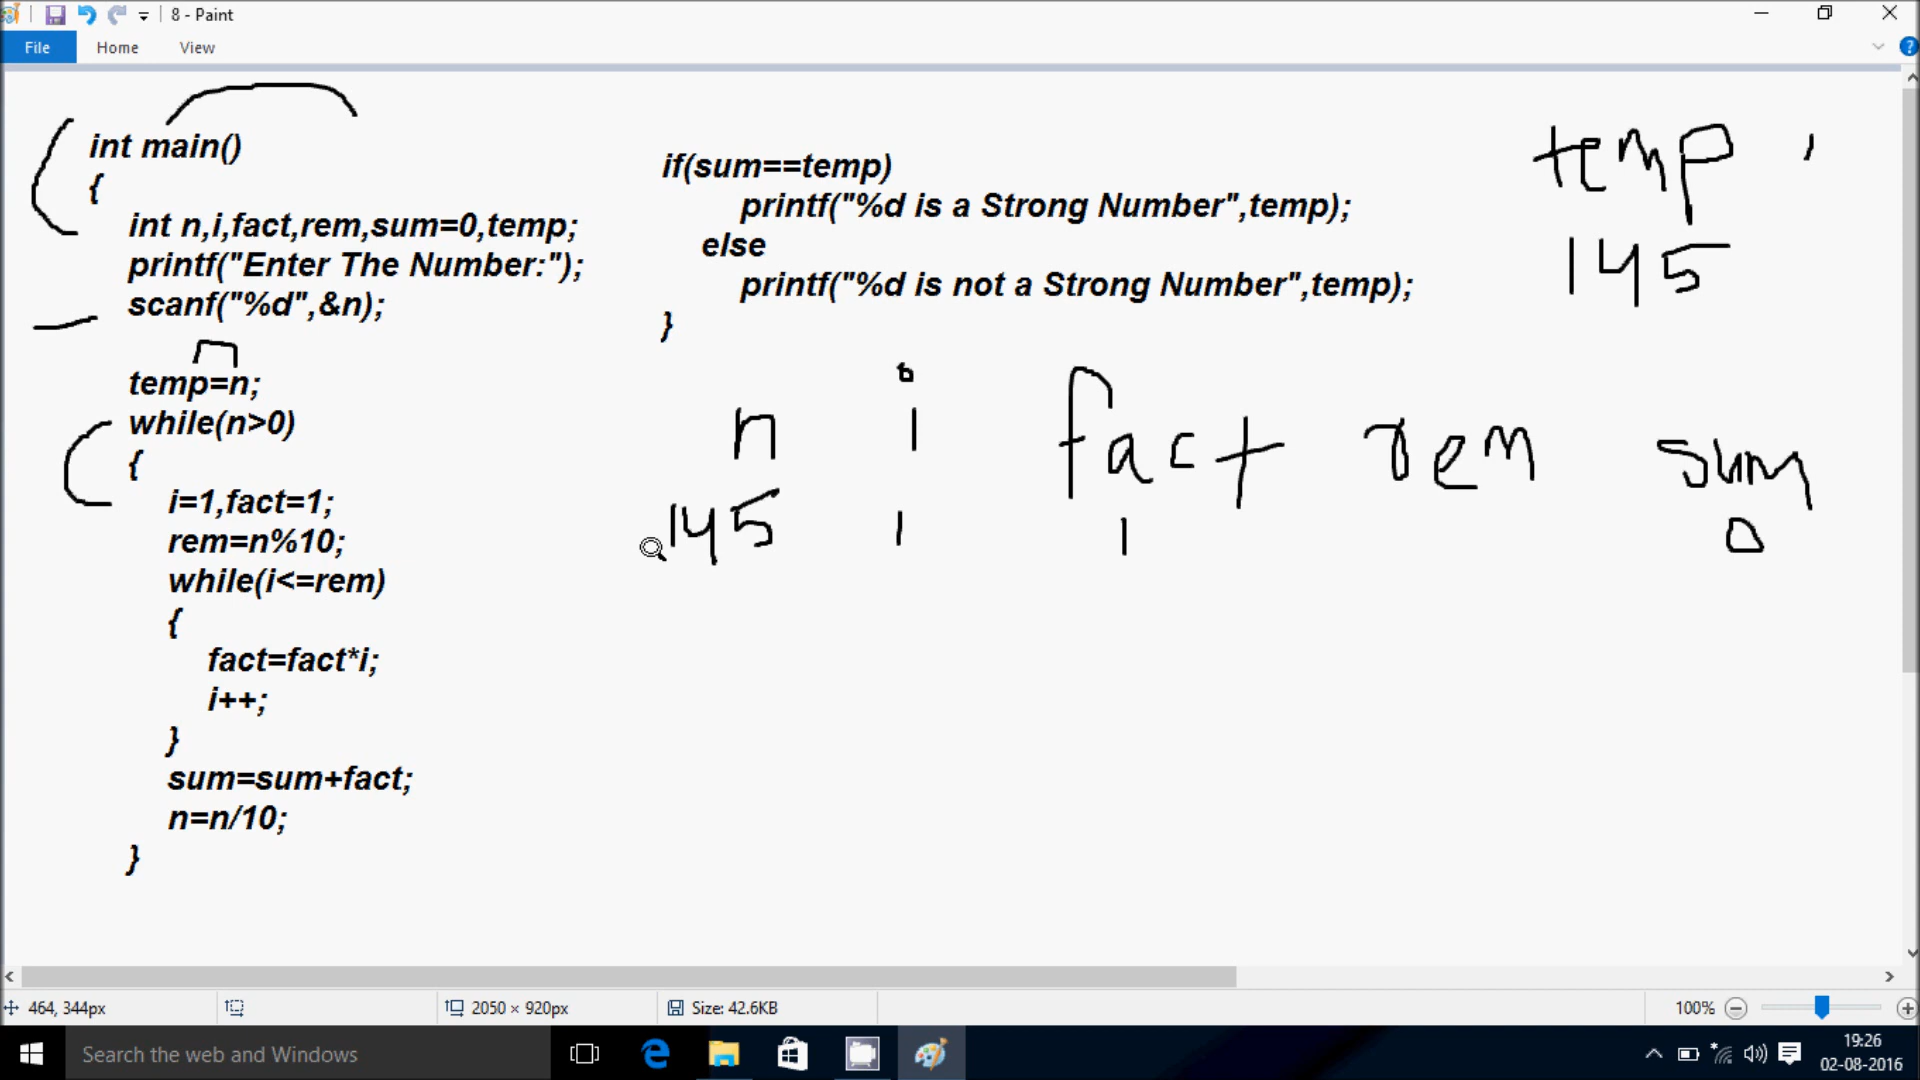 8 - Paint
File Home View
int main()
{
int n,i,fact,rem,sum=0,temp;
printf("Enter The Number:");
scanf("%d",&n);
temp=n;
while(n>0)
{
i=1,fact=1;
rem=n%10;
while(i<=rem)
{
fact=fact*i;
i++;
}
sum=sum+fact;
n=n/10;
}
if(sum==temp)
printf("%d is a Strong Number",temp);
else
printf("%d is not a Strong Number",temp);
}
temp
145
n i fact rem sum
145 1 1 0
464, 344px 2050 × 920px Size: 42.6KB 100%
Search the web and Windows
19:26
02-08-2016